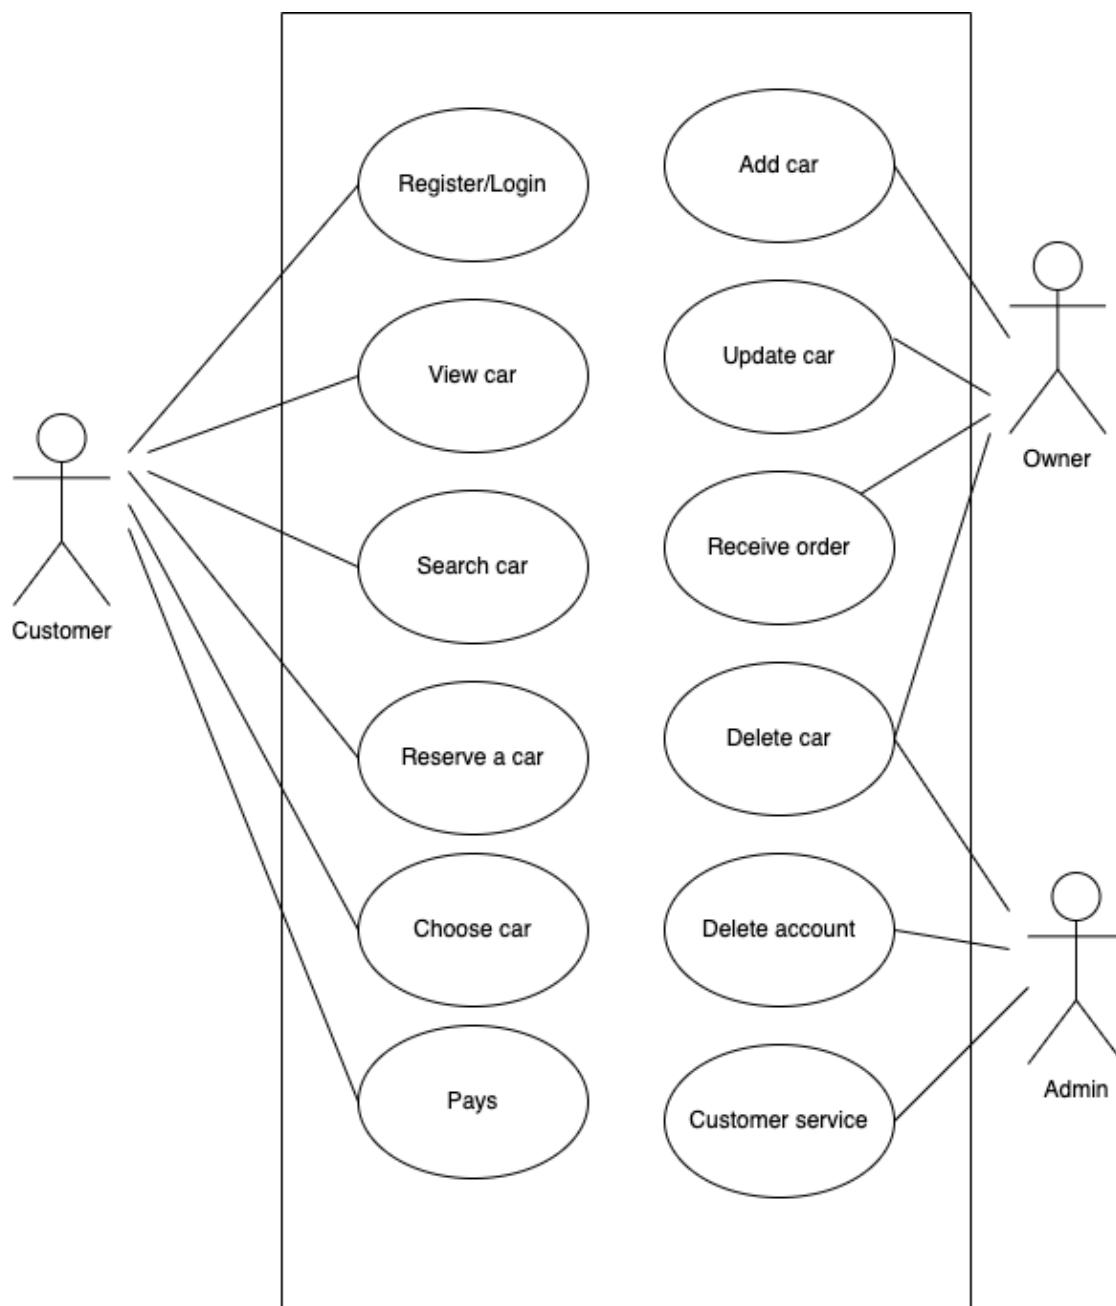 Register/Login
Add car
View car
Update car
Owner
Customer
Search car
Receive order
Reserve a car
Delete car
Choose car
Delete account
Pays
Customer service
Admin